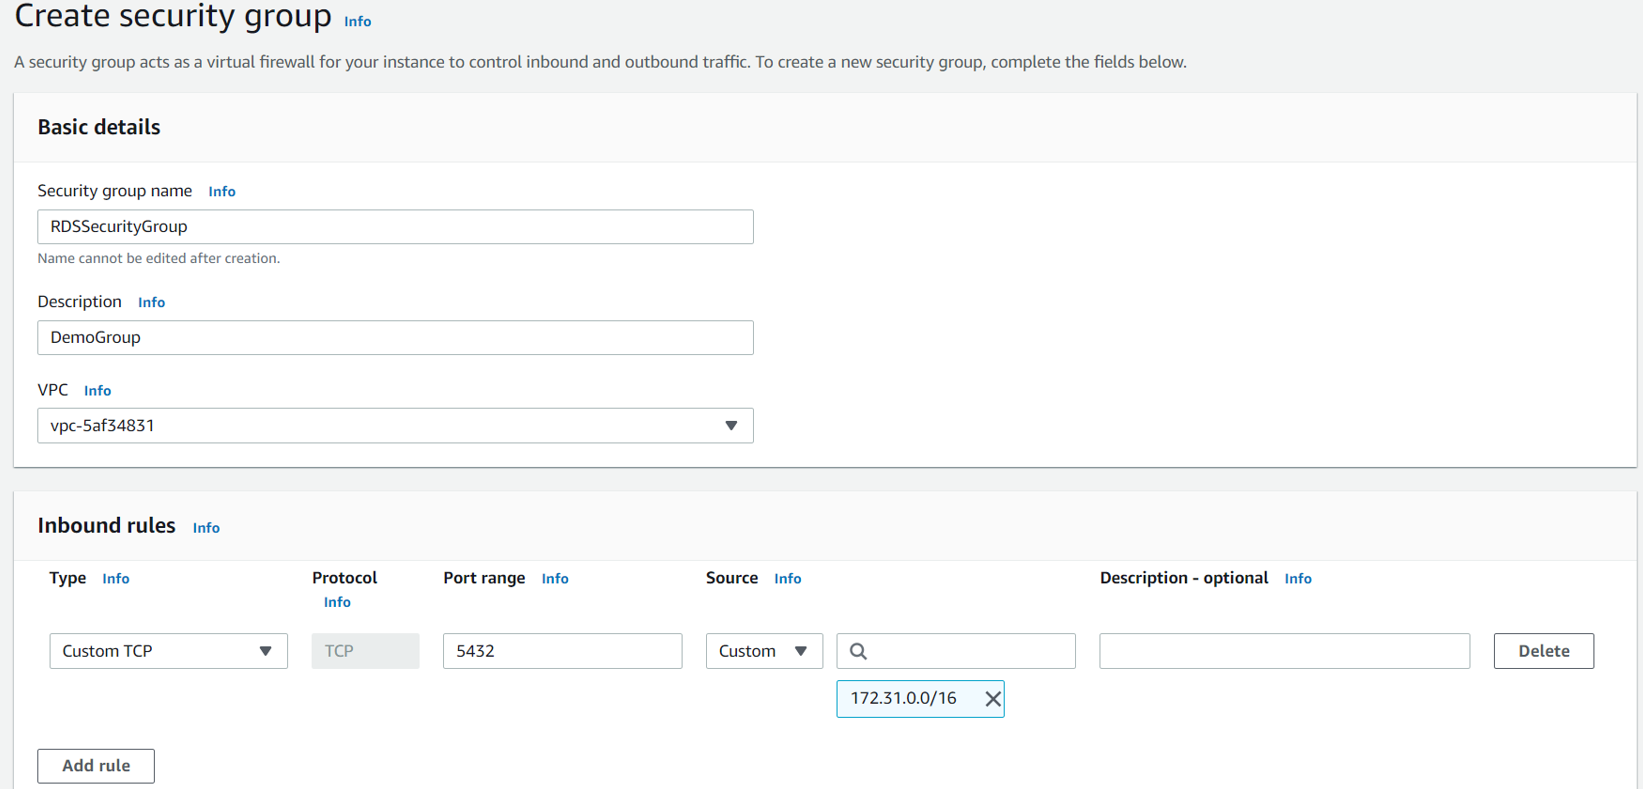 Create security group Info
A security group acts as a virtual firewall for your instance to control inbound and outbound traffic. To create a new security group, complete the fields below.
Basic details
Security group name Info
RDSSecurityGroup
Name cannot be edited after creation.
Description Info
DemoGroup
VPC Info
vpc-5af34831
Inbound rules Info
Type Info Protocol Info Port range Info Source Info Description - optional Info
Custom TCP TCP 5432 Custom Delete
172.31.0.0/16
Add rule